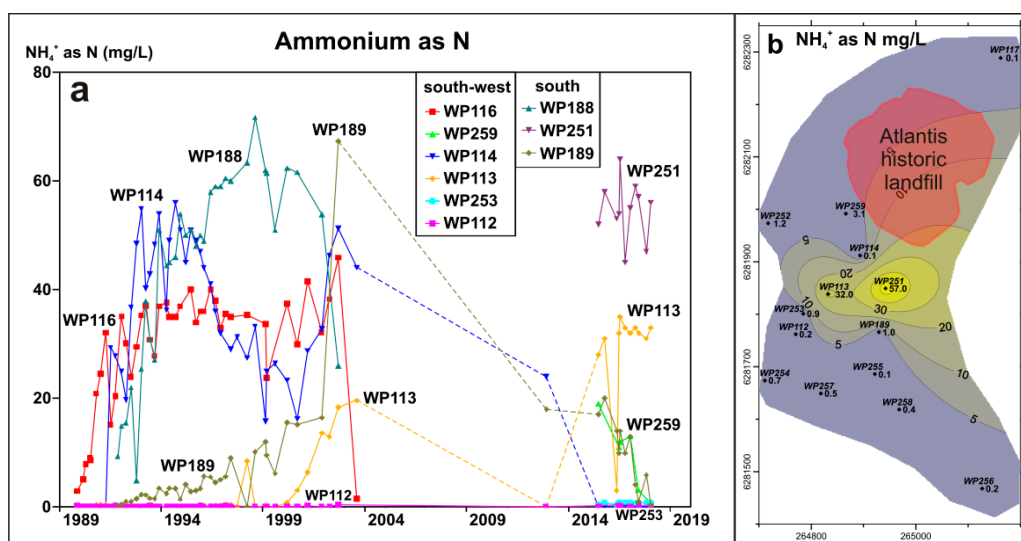 Ammonium as N
NH4+ as N (mg/L)
a
80
60
40
20
0
1989
1994
1999
2004
2009
2014
2019
south-west
WP116
WP259
WP114
WP113
WP253
WP112
south
WP188
WP251
WP189
WP189
WP188
WP114
WP116
WP251
WP113
WP113
WP259
WP189
WP112
WP253
b
NH4+ as N mg/L
6282300
6282100
6281900
6281700
6281500
264800
265000
WP117
0.1
Atlantis
historic
landfill
5
10
WP259
3.1
WP252
1.2
WP114
0.1
5
20
WP251
57.0
WP113
32.0
10
30
WP253
0.9
20
WP112
0.2
WP189
1.0
5
WP255
0.1
10
WP254
0.7
WP257
0.5
WP258
0.4
5
WP256
0.2